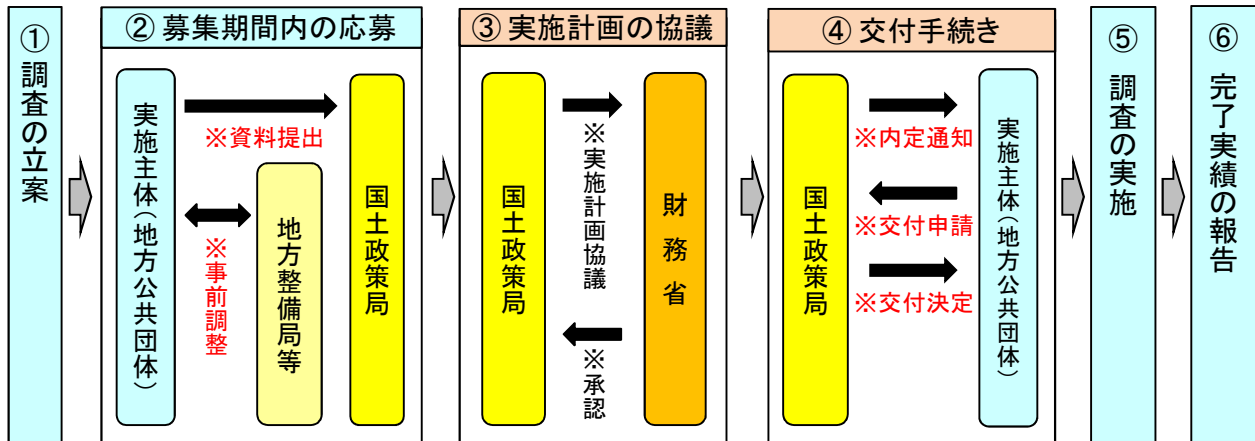 ① 調査の立案
② 募集期間内の応募
実施主体(地方公共団体)
※資料提出
※事前調整
地方整備局等
国土政策局
③ 実施計画の協議
国土政策局
※実施計画協議
※承認
財務省
④ 交付手続き
国土政策局
※内定通知
※交付申請
※交付決定
実施主体(地方公共団体)
⑤ 調査の実施
⑥ 完了実績の報告